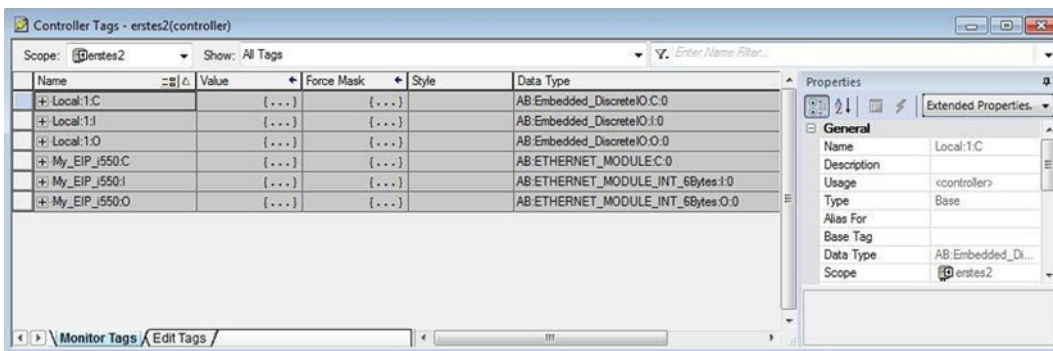 Controller Tags - erstes2(controller)
Scope: erstes2 Show: All Tags Enter Name Filter...
Name Value Force Mask Style Data Type
Local:1:C {...} {...} AB:Embedded_DiscreteIO:C:0
Local:1:I {...} {...} AB:Embedded_DiscreteIO:I:0
Local:1:O {...} {...} AB:Embedded_DiscreteIO:O:0
My_EIP_j550:C {...} {...} AB:ETHERNET_MODULE:C:0
My_EIP_j550:I {...} {...} AB:ETHERNET_MODULE_INT_6Bytes:I:0
My_EIP_j550:O {...} {...} AB:ETHERNET_MODULE_INT_6Bytes:O:0
Monitor Tags Edit Tags
Properties
Extended Properties.
General
Name Local:1:C
Description
Usage <controller>
Type Base
Alias For
Base Tag
Data Type AB:Embedded_Di...
Scope erstes2